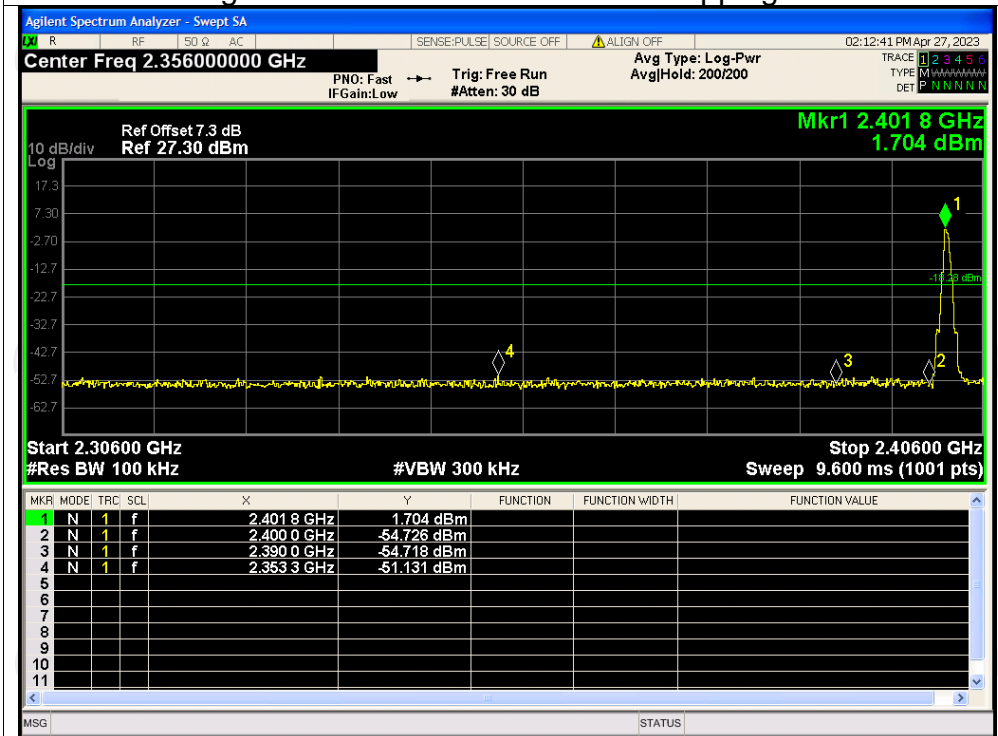 Agilent Spectrum Analyzer - Swept SA
LXI R RF 50 Ω AC SENSE:PULSE SOURCE OFF ALIGN OFF 02:12:41 PM Apr 27, 2023
Center Freq 2.356000000 GHz
PNO: Fast
IFGain:Low
Trig: Free Run
#Atten: 30 dB
Avg Type: Log-Pwr
Avg|Hold: 200/200
TRACE 1 2 3 4 5 6
TYPE M
DET P N N N N N
Mkr1 2.401 8 GHz
1.704 dBm
Ref Offset 7.3 dB
10 dB/div Ref 27.30 dBm
Log
17.3
7.30
-2.70
-12.7
-22.7
-32.7
-42.7
-52.7
-62.7
1
-18.28 dBm
4
3
2
Start 2.30600 GHz Stop 2.40600 GHz
#Res BW 100 kHz #VBW 300 kHz Sweep 9.600 ms (1001 pts)
MKR MODE TRC SCL X Y FUNCTION FUNCTION WIDTH FUNCTION VALUE
1 N 1 f 2.401 8 GHz 1.704 dBm
2 N 1 f 2.400 0 GHz -54.726 dBm
3 N 1 f 2.390 0 GHz -54.718 dBm
4 N 1 f 2.353 3 GHz -51.131 dBm
5
6
7
8
9
10
11
MSG STATUS